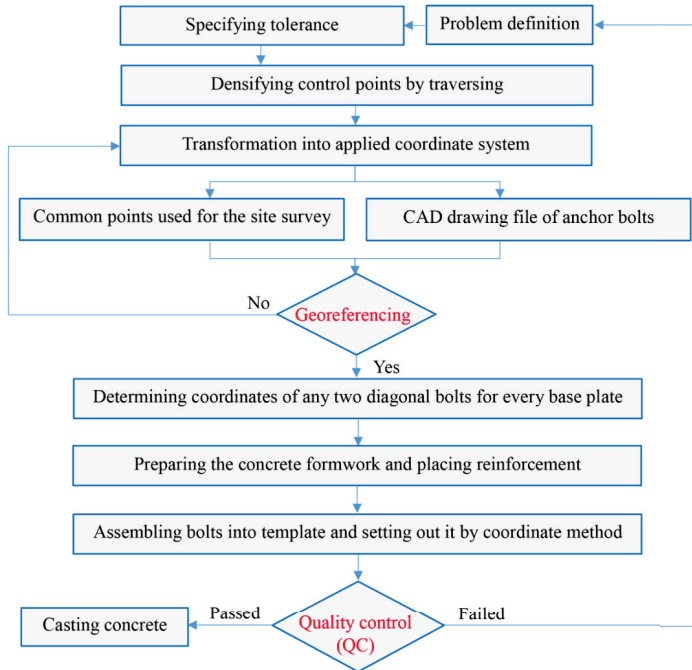 Specifying tolerance
Problem definition
Densifying control points by traversing
Transformation into applied coordinate system
Common points used for the site survey
CAD drawing file of anchor bolts
No
Georeferencing
Yes
Determining coordinates of any two diagonal bolts for every base plate
Preparing the concrete formwork and placing reinforcement
Assembling bolts into template and setting out it by coordinate method
Casting concrete
Passed
Quality control
(QC)
Failed